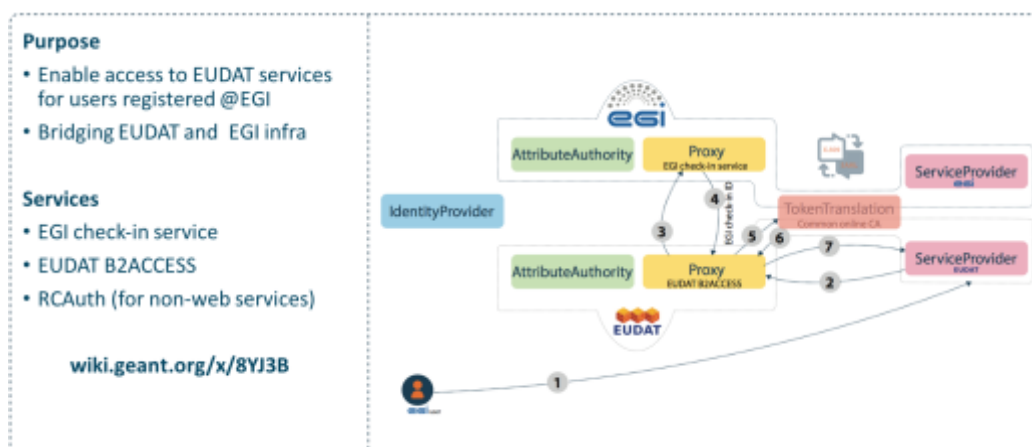 Purpose
• Enable access to EUDAT services
for users registered @EGI
• Bridging EUDAT and EGI infra
Services
• EGI check-in service
• EUDAT B2ACCESS
• RCAuth (for non-web services)
wiki.geant.org/x/8YJ3B
eGI
AttributeAuthority
Proxy
EGI check-in service
ServiceProvider
IdentityProvider
4
EGI check-in ID
TokenTranslation
Common online CA
3
5
6
7
AttributeAuthority
Proxy
EUDAT B2ACCESS
2
ServiceProvider
EUDAT
EUDAT
1